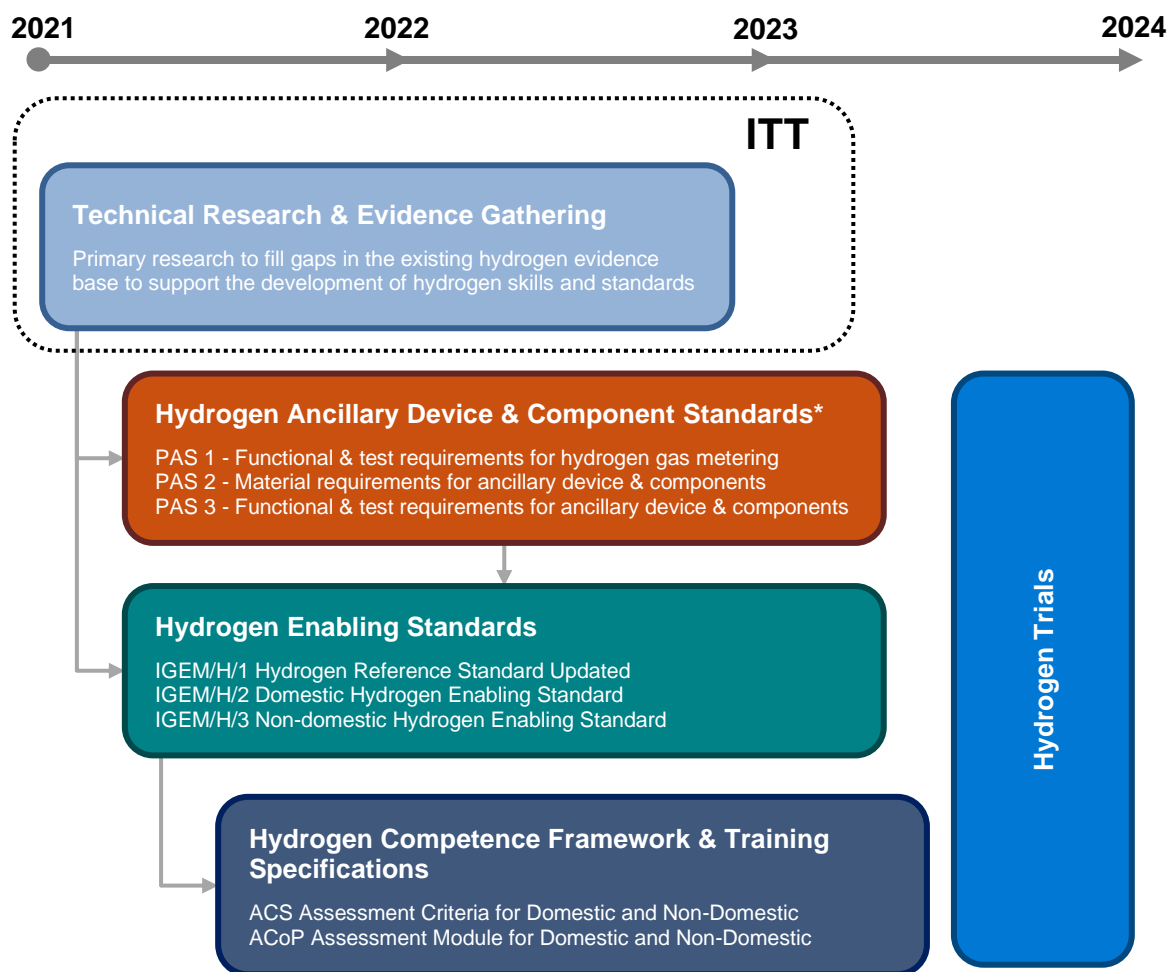 2021 2022 2023 2024
ITT
Technical Research & Evidence Gathering
Primary research to fill gaps in the existing hydrogen evidence
base to support the development of hydrogen skills and standards
Hydrogen Ancillary Device & Component Standards*
PAS 1 - Functional & test requirements for hydrogen gas metering
PAS 2 - Material requirements for ancillary device & components
PAS 3 - Functional & test requirements for ancillary device & components
Hydrogen Enabling Standards
IGEM/H/1 Hydrogen Reference Standard Updated
IGEM/H/2 Domestic Hydrogen Enabling Standard
IGEM/H/3 Non-domestic Hydrogen Enabling Standard
Hydrogen Competence Framework & Training
Specifications
ACS Assessment Criteria for Domestic and Non-Domestic
ACoP Assessment Module for Domestic and Non-Domestic
Hydrogen Trials